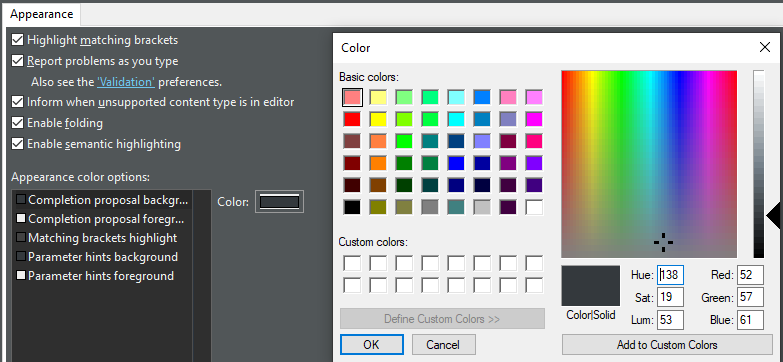 Appearance
Highlight matching brackets
Report problems as you type
Also see the 'Validation' preferences.
Inform when unsupported content type is in editor
Enable folding
Enable semantic highlighting
Appearance color options:
Completion proposal backgr...
Completion proposal foregr...
Matching brackets highlight
Parameter hints background
Parameter hints foreground
Color:
Color
Basic colors:
Custom colors:
Define Custom Colors >>
OK Cancel
Color|Solid
Hue: 138 Red: 52
Sat: 19 Green: 57
Lum: 53 Blue: 61
Add to Custom Colors